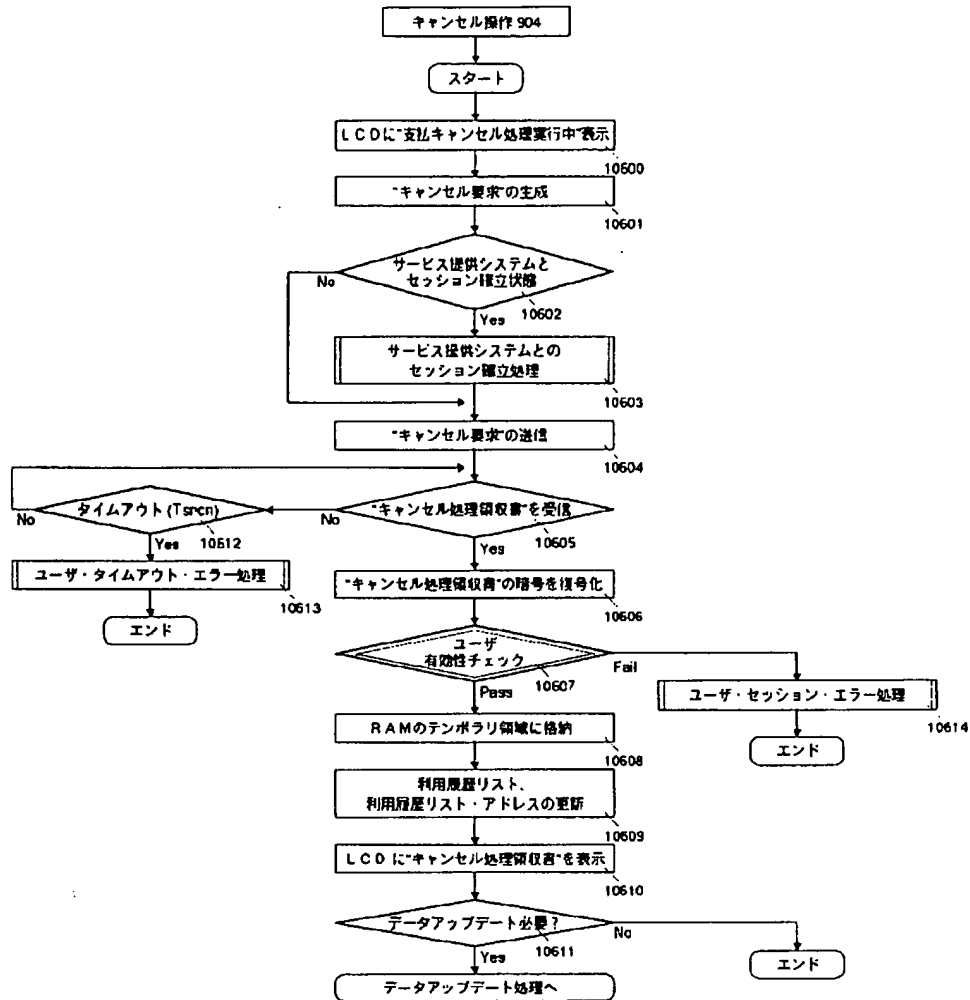 キャンセル操作 904
スタート
LCDに"支払キャンセル処理実行中"表示
10600
"キャンセル要求"の生成
10601
サービス提供システムと
セッション確立状態
10602
No
Yes
サービス提供システムとの
セッション確立処理
10603
"キャンセル要求"の送信
10604
タイムアウト(Tsrcn)
10612
No
Yes
"キャンセル処理領収書"を受信
10605
No
Yes
ユーザ・タイムアウト・エラー処理
10613
エンド
"キャンセル処理領収書"の暗号を復号化
10606
ユーザ
有効性チェック
10607
Fail
Pass
ユーザ・セッション・エラー処理
10614
エンド
RAMのテンポラリ領域に格納
10608
利用履歴リスト、
利用履歴リスト・アドレスの更新
10609
LCDに"キャンセル処理領収書"を表示
10610
データアップデート必要?
10611
No
Yes
エンド
データアップデート処理へ